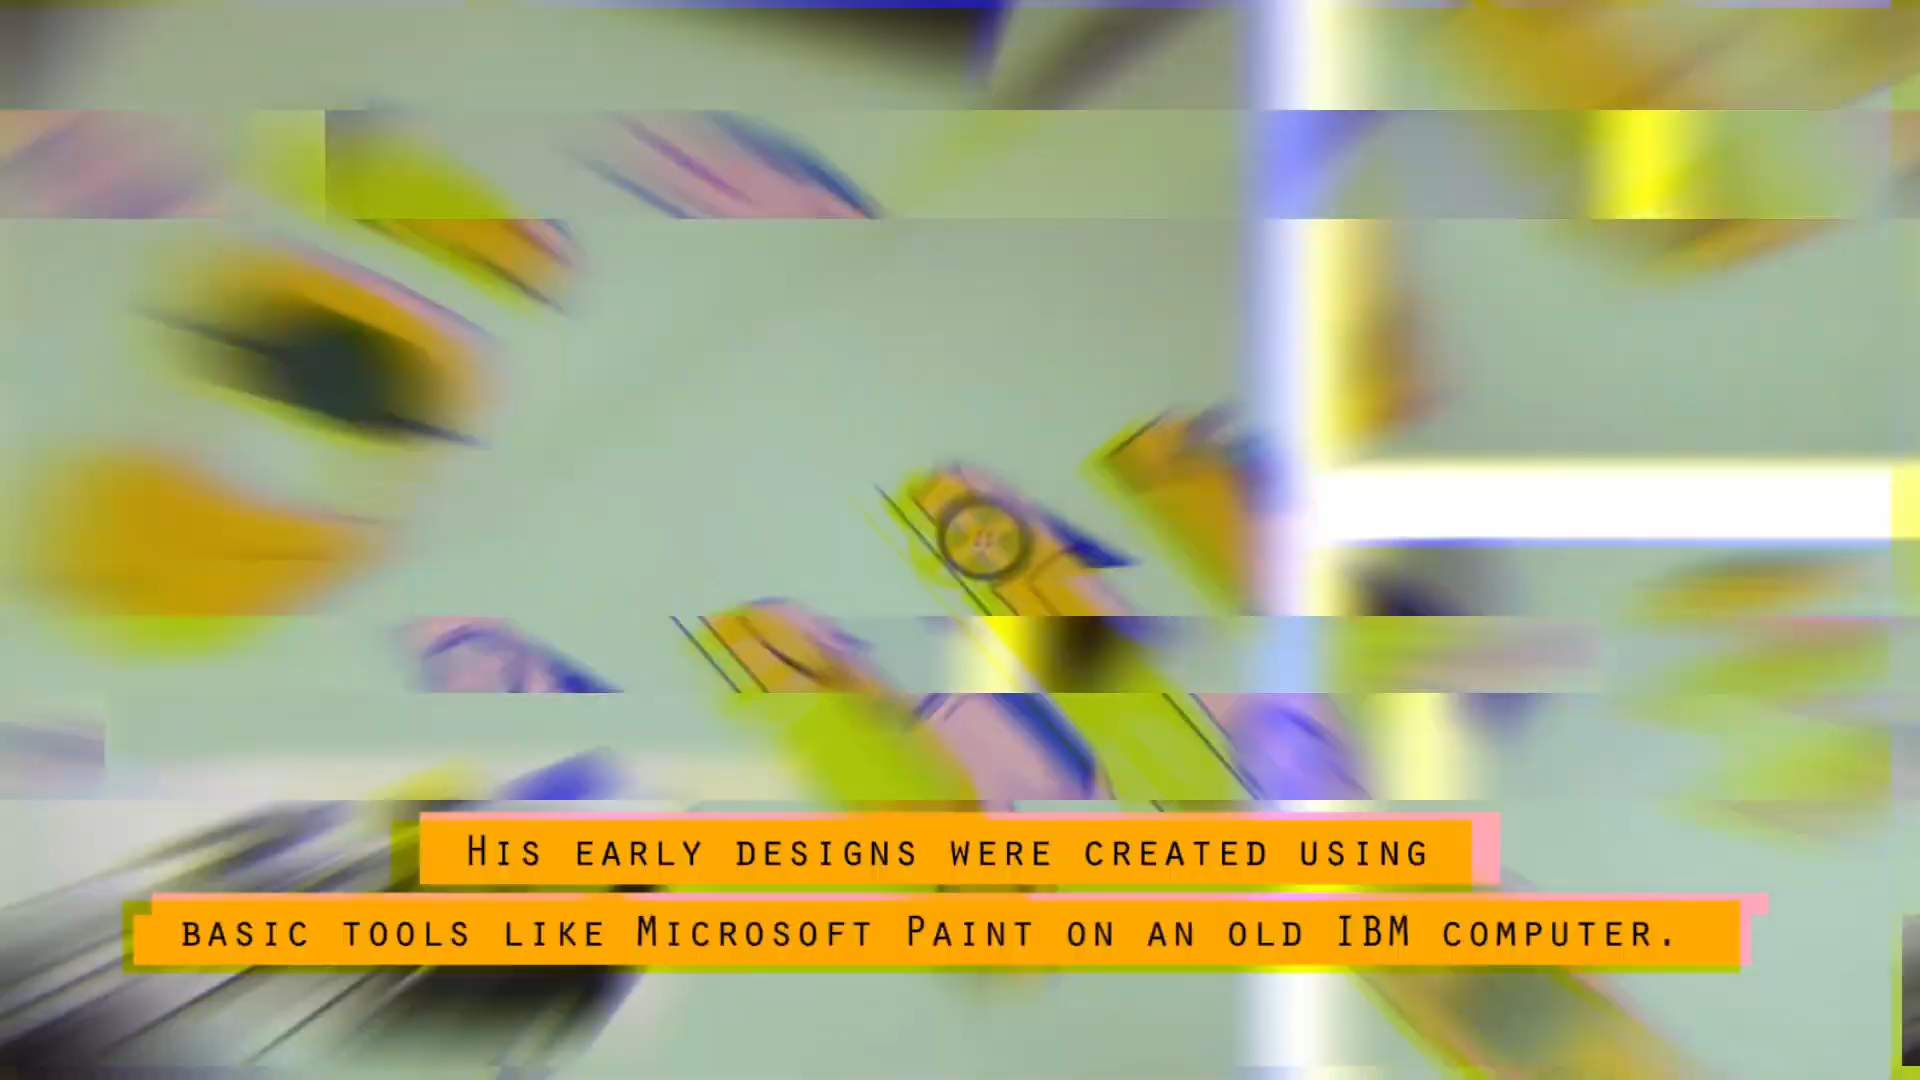 His early designs were created using
basic tools like Microsoft Paint on an old IBM computer.